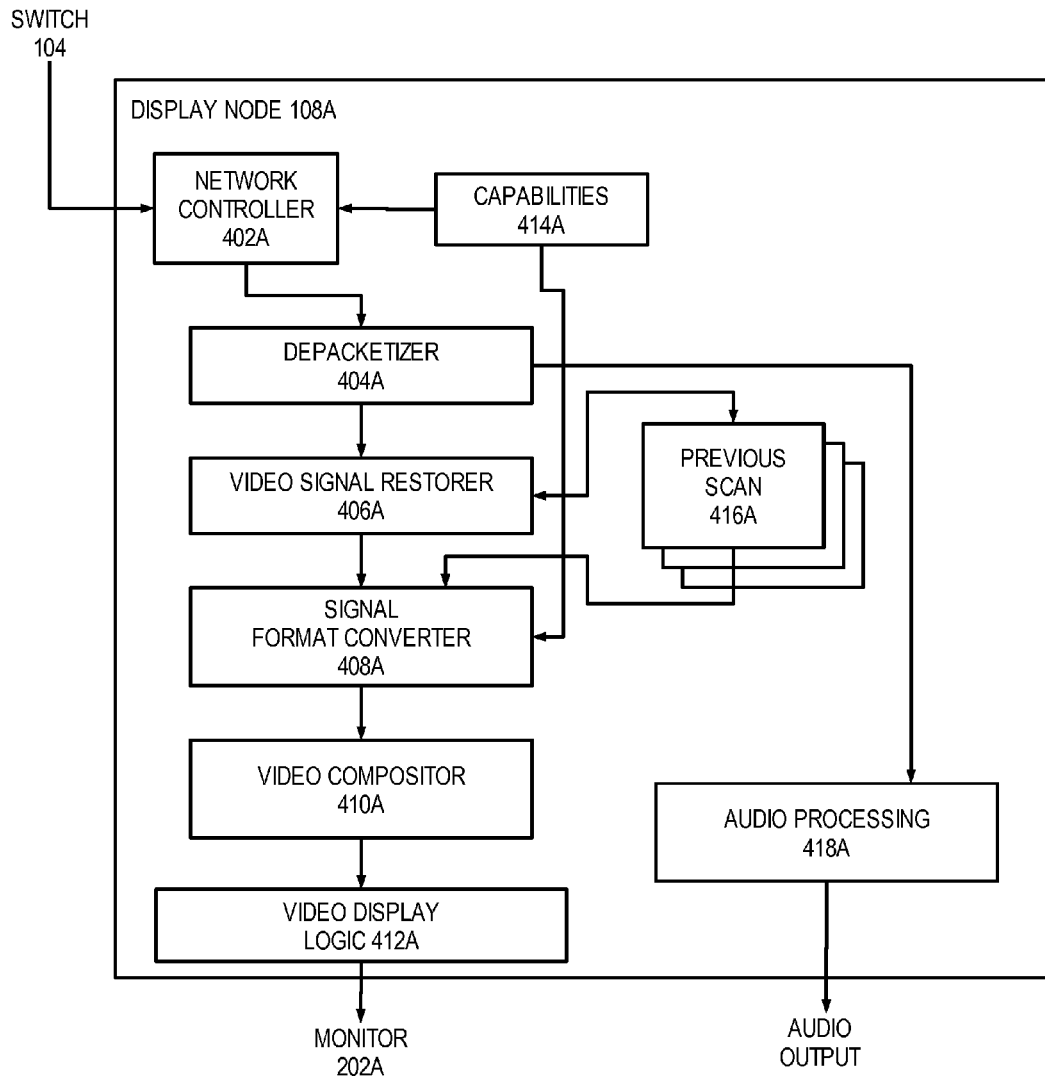 SWITCH
104
DISPLAY NODE 108A
NETWORK
CONTROLLER
402A
CAPABILITIES
414A
DEPACKETIZER
404A
VIDEO SIGNAL RESTORER
406A
PREVIOUS
SCAN
416A
SIGNAL
FORMAT CONVERTER
408A
VIDEO COMPOSITOR
410A
AUDIO PROCESSING
418A
VIDEO DISPLAY
LOGIC 412A
MONITOR
202A
AUDIO
OUTPUT